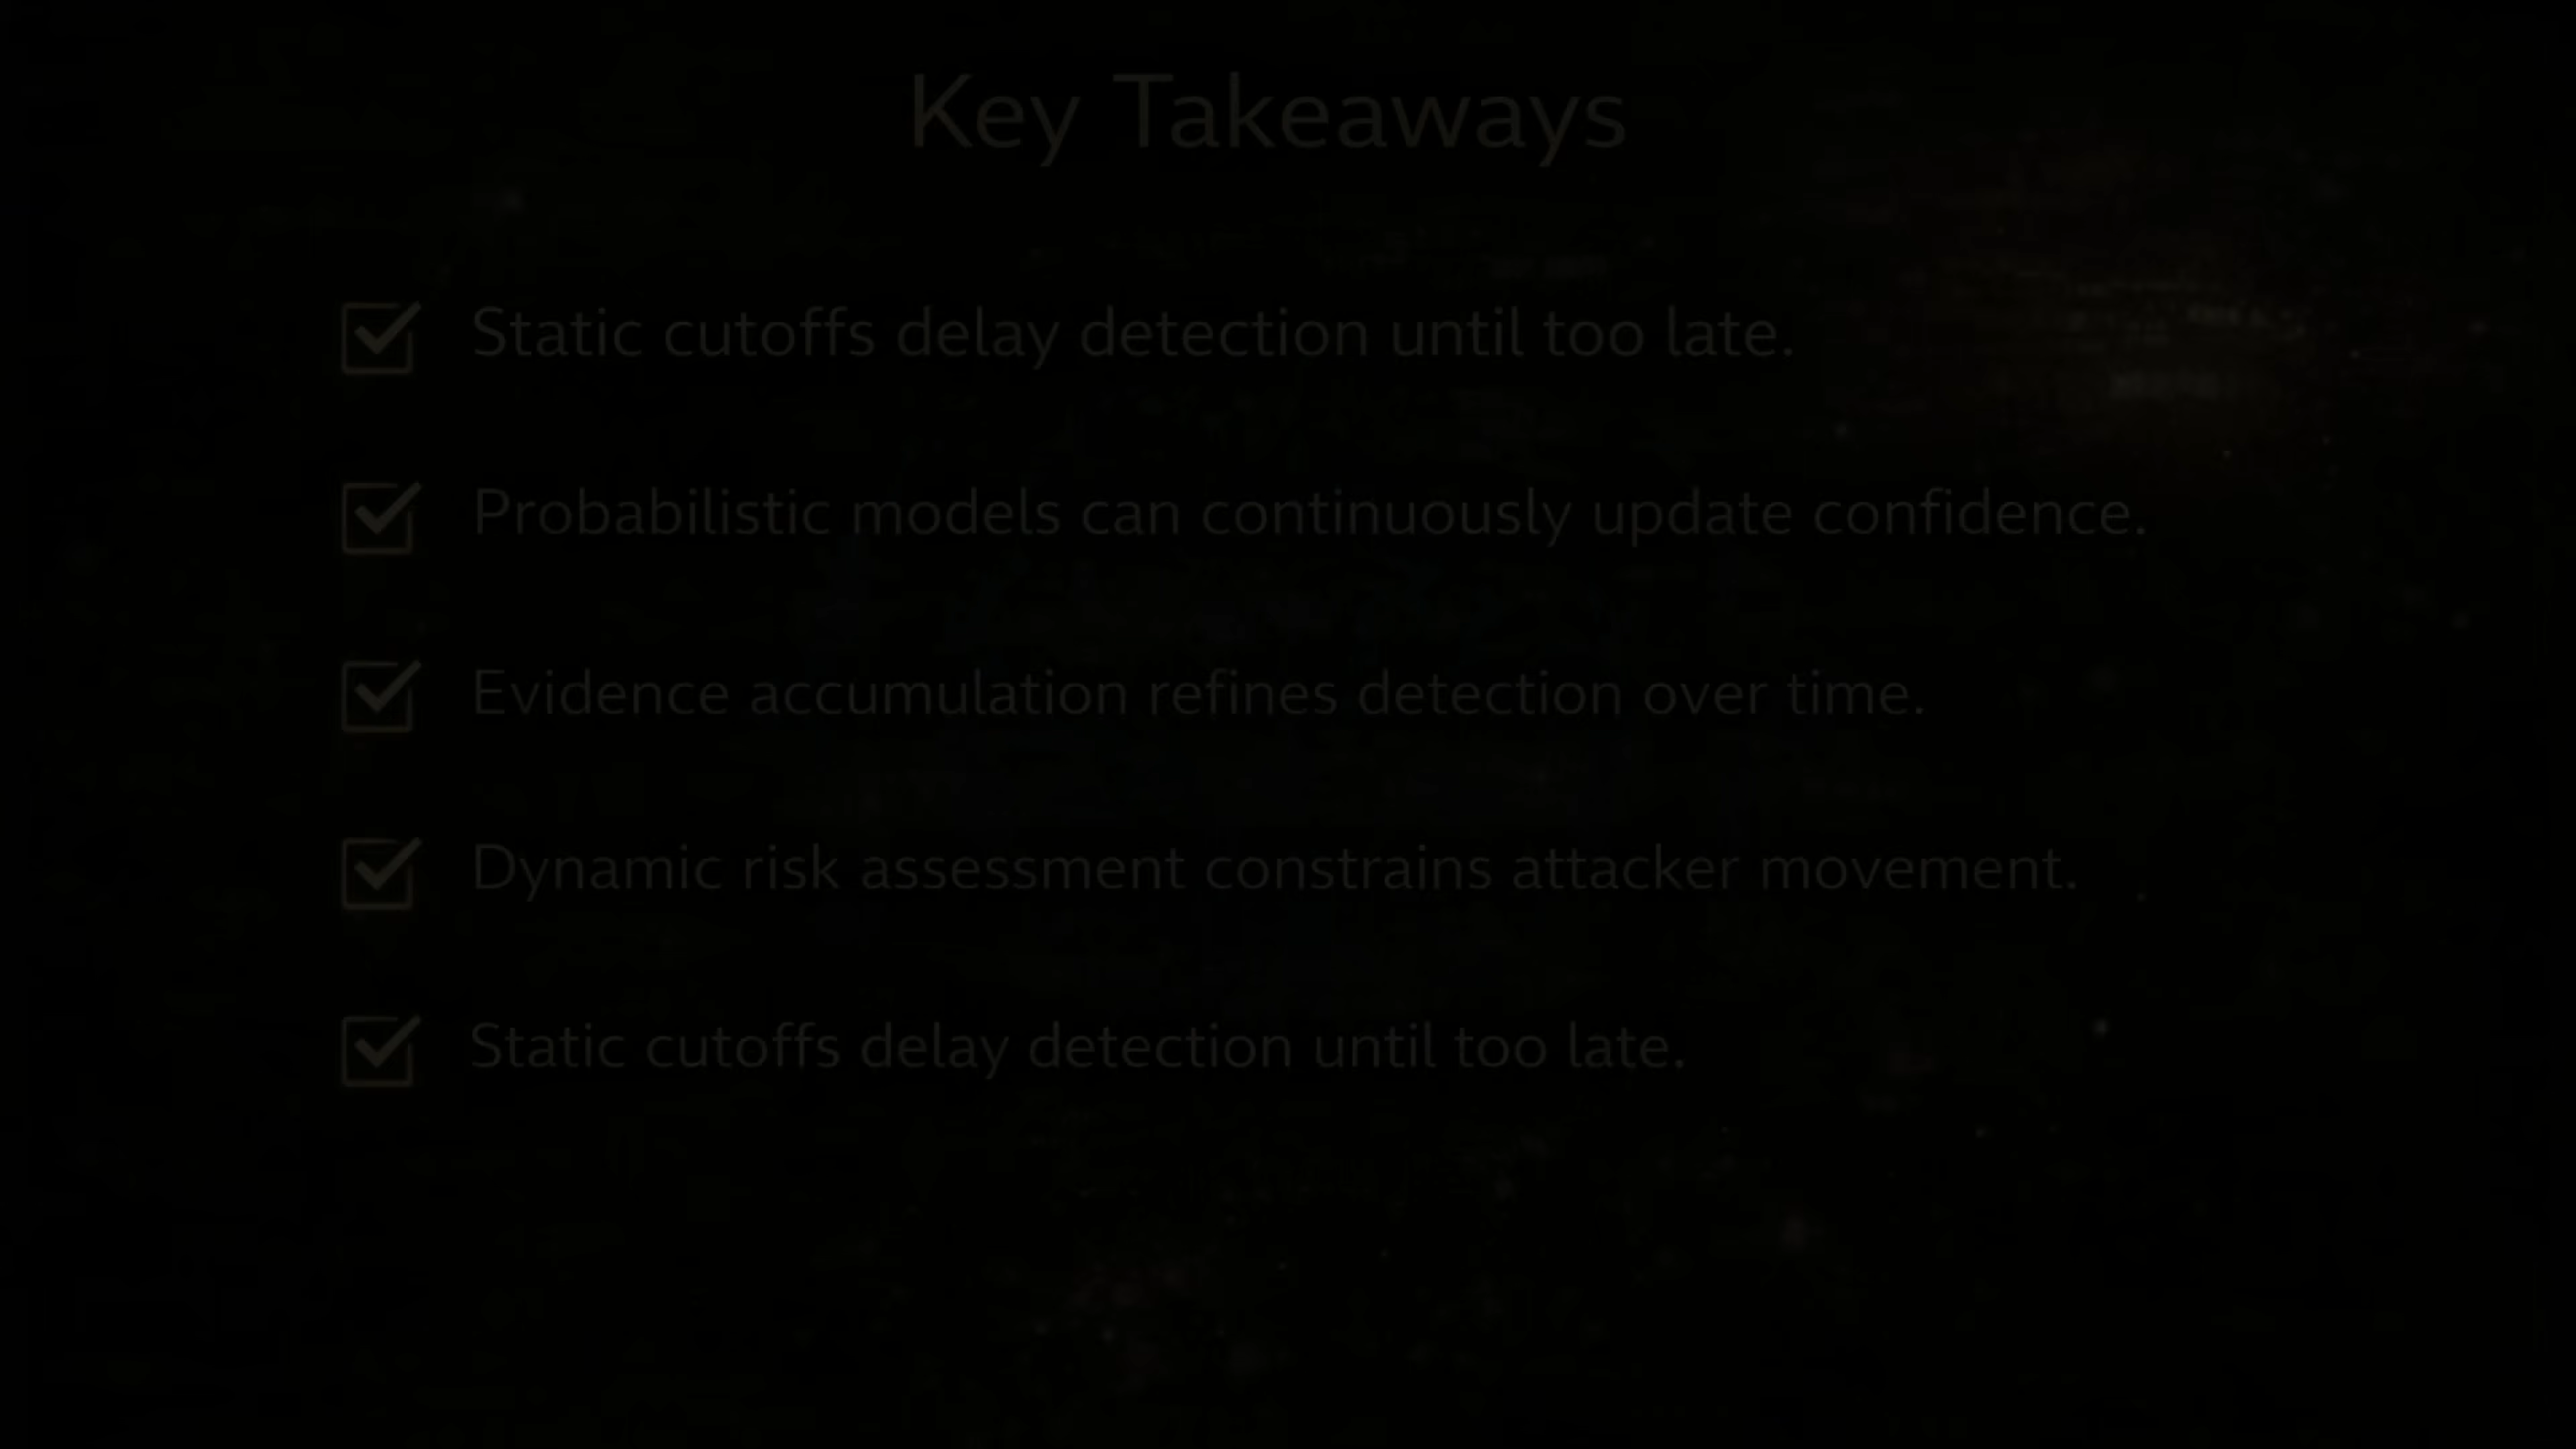 Key Takeaways
Static cutoffs delay detection until too late.
Probabilistic models can continuously update confidence.
Evidence accumulation refines detection over time.
Dynamic risk assessment constrains attacker movement.
Static cutoffs delay detection until too late.